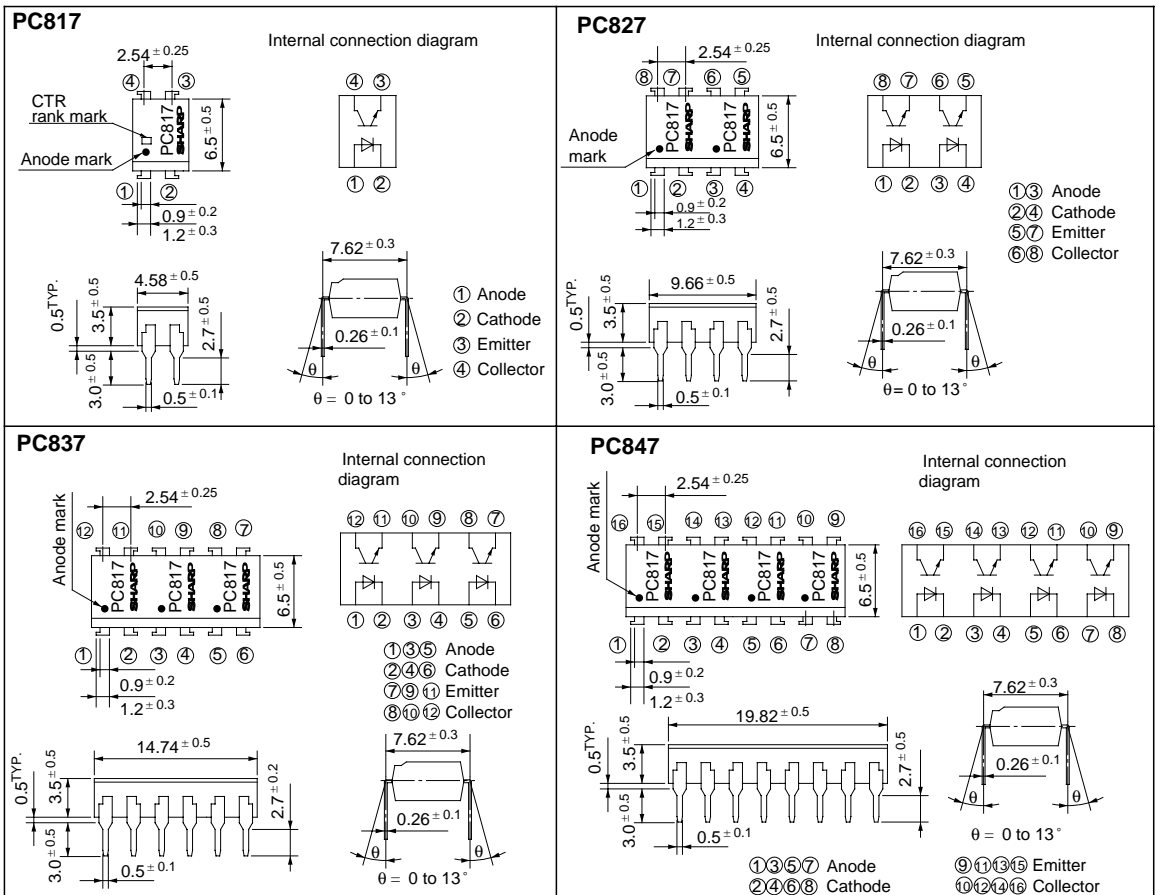 PC817
Internal connection diagram
2.54 ± 0.25
④ ③
④ ③
CTR
rank mark
Anode mark
PC817
SHARP
6.5 ± 0.5
① ②
① ②
0.9 ± 0.2
1.2 ± 0.3
4.58 ± 0.5
7.62 ± 0.3
0.5 TYP.
3.5 ± 0.5
2.7 ± 0.5
3.0 ± 0.5
0.5 ± 0.1
0.26 ± 0.1
θ θ
θ = 0 to 13 °
① Anode
② Cathode
③ Emitter
④ Collector
PC827
Internal connection diagram
2.54 ± 0.25
⑧ ⑦ ⑥ ⑤
⑧ ⑦ ⑥ ⑤
Anode
mark
PC817
SHARP
PC817
SHARP
6.5 ± 0.5
① ② ③ ④
① ② ③ ④
0.9 ± 0.2
1.2 ± 0.3
①③ Anode
②④ Cathode
⑤⑦ Emitter
⑥⑧ Collector
9.66 ± 0.5
7.62 ± 0.3
0.5 TYP.
3.5 ± 0.5
2.7 ± 0.5
3.0 ± 0.5
0.5 ± 0.1
0.26 ± 0.1
θ θ
θ= 0 to 13 °
PC837
Internal connection
diagram
Anode mark
2.54 ± 0.25
⑫ ⑪ ⑩ ⑨ ⑧ ⑦
⑫ ⑪ ⑩ ⑨ ⑧ ⑦
PC817
SHARP
PC817
SHARP
PC817
SHARP
6.5 ± 0.5
① ② ③ ④ ⑤ ⑥
① ② ③ ④ ⑤ ⑥
0.9 ± 0.2
1.2 ± 0.3
①③⑤ Anode
②④⑥ Cathode
⑦⑨⑪ Emitter
⑧⑩⑫ Collector
14.74 ± 0.5
7.62 ± 0.3
0.5 TYP.
3.5 ± 0.5
2.7 ± 0.2
3.0 ± 0.5
0.5 ± 0.1
0.26 ± 0.1
θ θ
θ = 0 to 13 °
PC847
Internal connection
diagram
Anode mark
2.54 ± 0.25
⑯ ⑮ ⑭ ⑬ ⑫ ⑪ ⑩ ⑨
⑯ ⑮ ⑭ ⑬ ⑫ ⑪ ⑩ ⑨
PC817
SHARP
PC817
SHARP
PC817
SHARP
PC817
SHARP
6.5 ± 0.5
① ② ③ ④ ⑤ ⑥ ⑦ ⑧
① ② ③ ④ ⑤ ⑥ ⑦ ⑧
0.9 ± 0.2
1.2 ± 0.3
19.82 ± 0.5
7.62 ± 0.3
0.5 TYP.
3.5 ± 0.5
2.7 ± 0.5
3.0 ± 0.5
0.5 ± 0.1
0.26 ± 0.1
θ θ
θ = 0 to 13 °
①③⑤⑦ Anode
②④⑥⑧ Cathode
⑨⑪⑬⑮ Emitter
⑩⑫⑭⑯ Collector